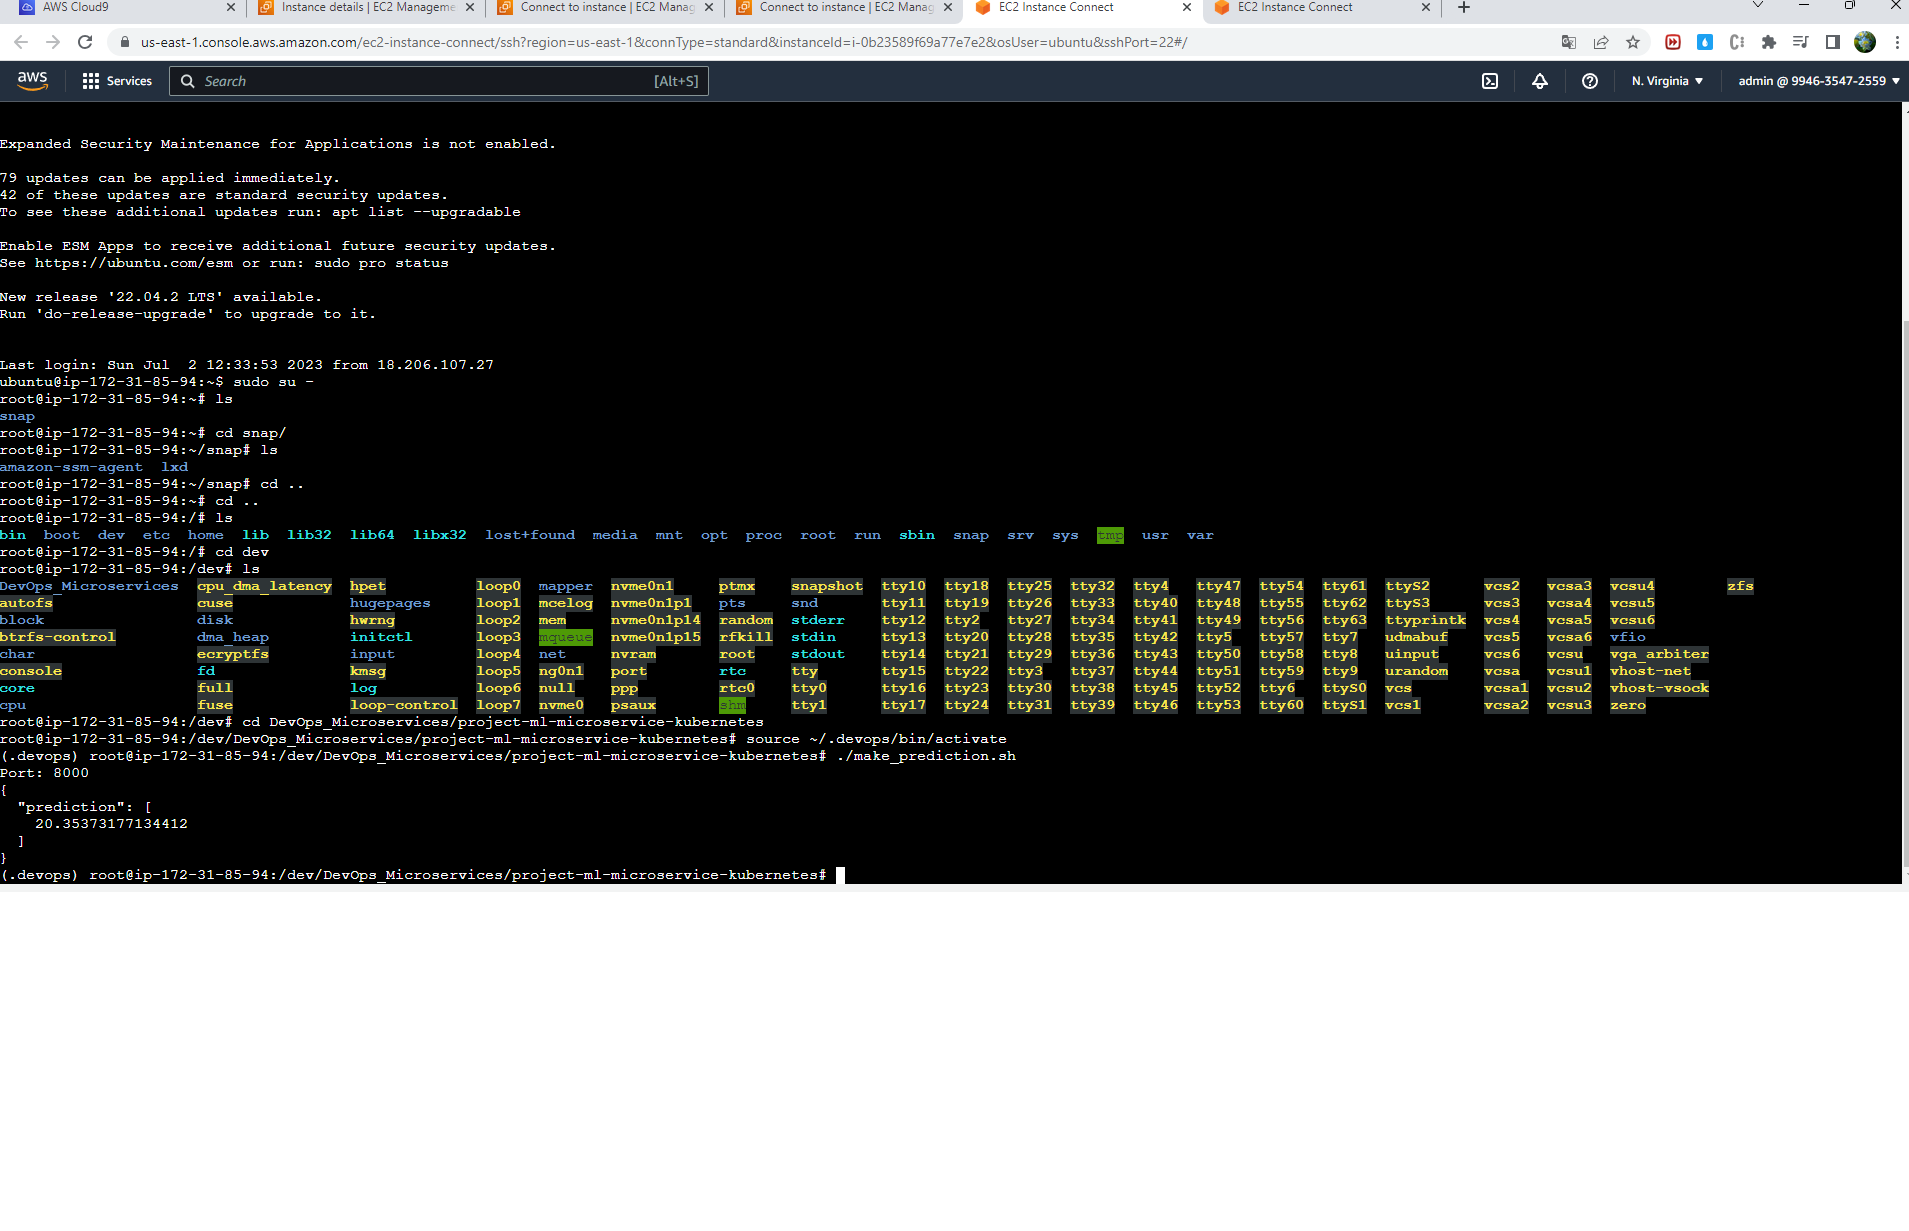 AWS Cloud9
Instance details | EC2 Manageme
Connect to instance | EC2 Manag
Connect to instance | EC2 Manag
EC2 Instance Connect
EC2 Instance Connect
us-east-1.console.aws.amazon.com/ec2-instance-connect/ssh?region=us-east-1&connType=standard&instanceId=i-0b23589f69a77e7e2&osUser=ubuntu&sshPort=22#/
aws Services Search [Alt+S] N. Virginia admin @ 9946-3547-2559
Expanded Security Maintenance for Applications is not enabled.
79 updates can be applied immediately.
42 of these updates are standard security updates.
To see these additional updates run: apt list --upgradable
Enable ESM Apps to receive additional future security updates.
See https://ubuntu.com/esm or run: sudo pro status
New release '22.04.2 LTS' available.
Run 'do-release-upgrade' to upgrade to it.
Last login: Sun Jul  2 12:33:53 2023 from 18.206.107.27
ubuntu@ip-172-31-85-94:~$ sudo su -
root@ip-172-31-85-94:~# ls
snap
root@ip-172-31-85-94:~# cd snap/
root@ip-172-31-85-94:~/snap# ls
amazon-ssm-agent  lxd
root@ip-172-31-85-94:~/snap# cd ..
root@ip-172-31-85-94:~# cd ..
root@ip-172-31-85-94:/# ls
bin  boot  dev  etc  home  lib  lib32  lib64  libx32  lost+found  media  mnt  opt  proc  root  run  sbin  snap  srv  sys  tmp  usr  var
root@ip-172-31-85-94:/# cd dev
root@ip-172-31-85-94:/dev# ls
DevOps_Microservices  cpu_dma_latency  hpet  loop0  mapper  nvme0n1  ptmx  snapshot  tty10  tty18  tty25  tty32  tty4  tty47  tty54  tty61  ttyS2  vcs2  vcsa3  vcsu4  zfs
autofs  cuse  hugepages  loop1  mcelog  nvme0n1p1  pts  snd  tty11  tty19  tty26  tty33  tty40  tty48  tty55  tty62  ttyS3  vcs3  vcsa4  vcsu5
block  disk  hwrng  loop2  mem  nvme0n1p14  random  stderr  tty12  tty2  tty27  tty34  tty41  tty49  tty56  tty63  ttyprintk  vcs4  vcsa5  vcsu6
btrfs-control  dma_heap  initctl  loop3  mqueue  nvme0n1p15  rfkill  stdin  tty13  tty20  tty28  tty35  tty42  tty5  tty57  tty7  udmabuf  vcs5  vcsa6  vfio
char  ecryptfs  input  loop4  net  nvram  root  stdout  tty14  tty21  tty29  tty36  tty43  tty50  tty58  tty8  uinput  vcs6  vcsu  vga_arbiter
console  fd  kmsg  loop5  ng0n1  port  rtc  tty  tty15  tty22  tty3  tty37  tty44  tty51  tty59  tty9  urandom  vcsa  vcsu1  vhost-net
core  full  log  loop6  null  ppp  rtc0  tty0  tty16  tty23  tty30  tty38  tty45  tty52  tty6  ttyS0  vcs  vcsa1  vcsu2  vhost-vsock
cpu  fuse  loop-control  loop7  nvme0  psaux  shm  tty1  tty17  tty24  tty31  tty39  tty46  tty53  tty60  ttyS1  vcs1  vcsa2  vcsu3  zero
root@ip-172-31-85-94:/dev# cd DevOps_Microservices/project-ml-microservice-kubernetes
root@ip-172-31-85-94:/dev/DevOps_Microservices/project-ml-microservice-kubernetes# source ~/.devops/bin/activate
(.devops) root@ip-172-31-85-94:/dev/DevOps_Microservices/project-ml-microservice-kubernetes# ./make_prediction.sh
Port: 8000
{
  "prediction": [
    20.35373177134412
  ]
}
(.devops) root@ip-172-31-85-94:/dev/DevOps_Microservices/project-ml-microservice-kubernetes#